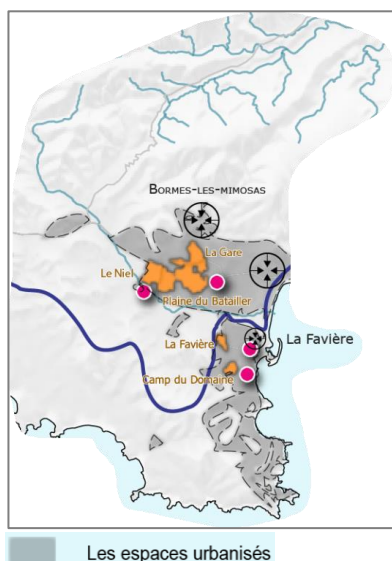 BORMES-LES-MIMOSAS
La Gare
Le Niel
Plaine du Batailler
La Favière
La Favière
Camp du Domaine
Les espaces urbanisés